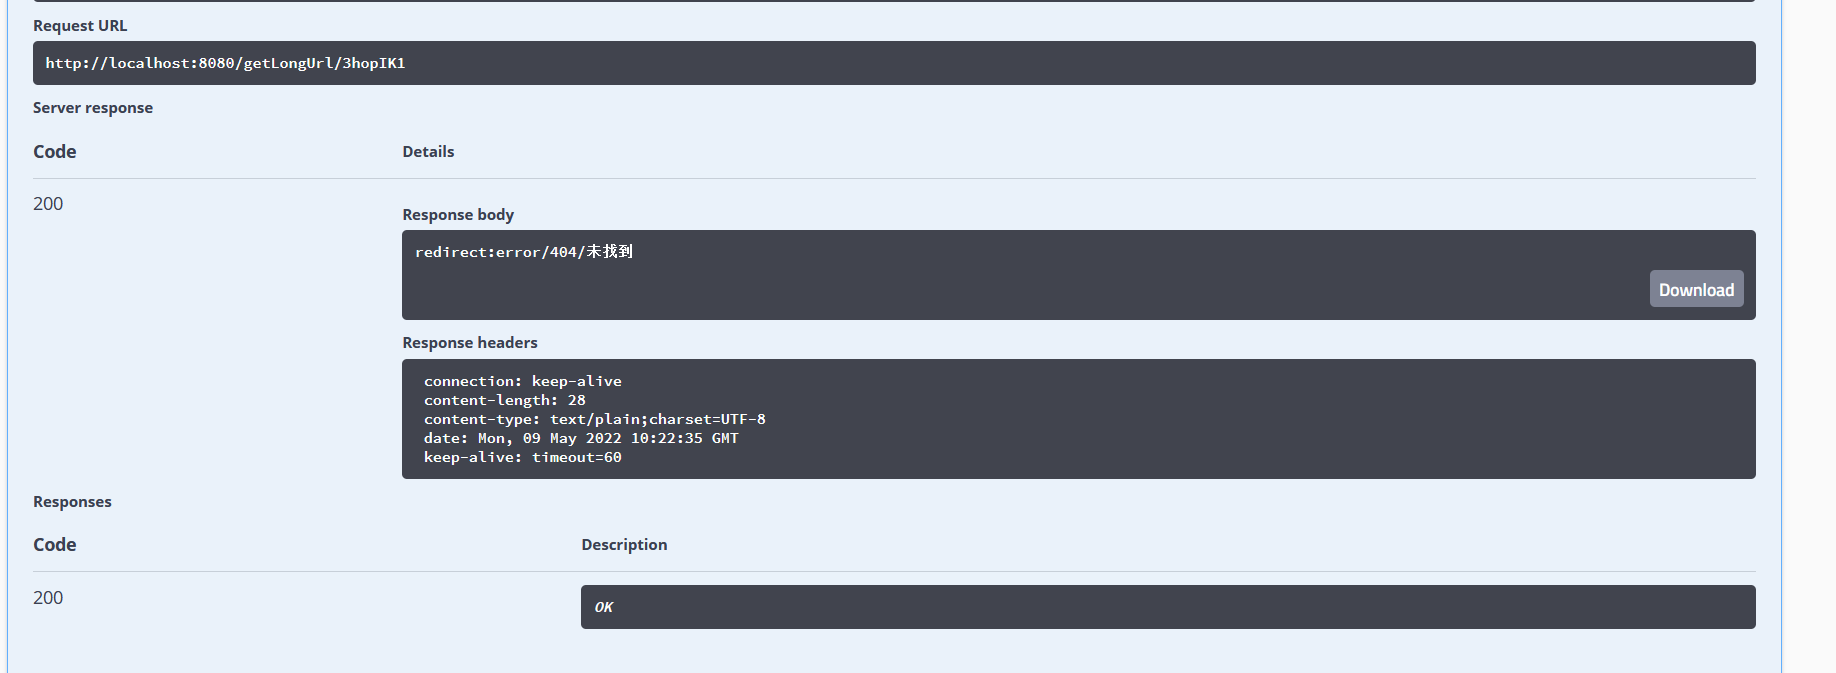 Request URL
http://localhost:8080/getLongUrl/3hopIK1
Server response
Code
Details
200
Response body
redirect:error/404/未找到
Download
Response headers
connection: keep-alive
content-length: 28
content-type: text/plain;charset=UTF-8
date: Mon, 09 May 2022 10:22:35 GMT
keep-alive: timeout=60
Responses
Code
Description
200
OK